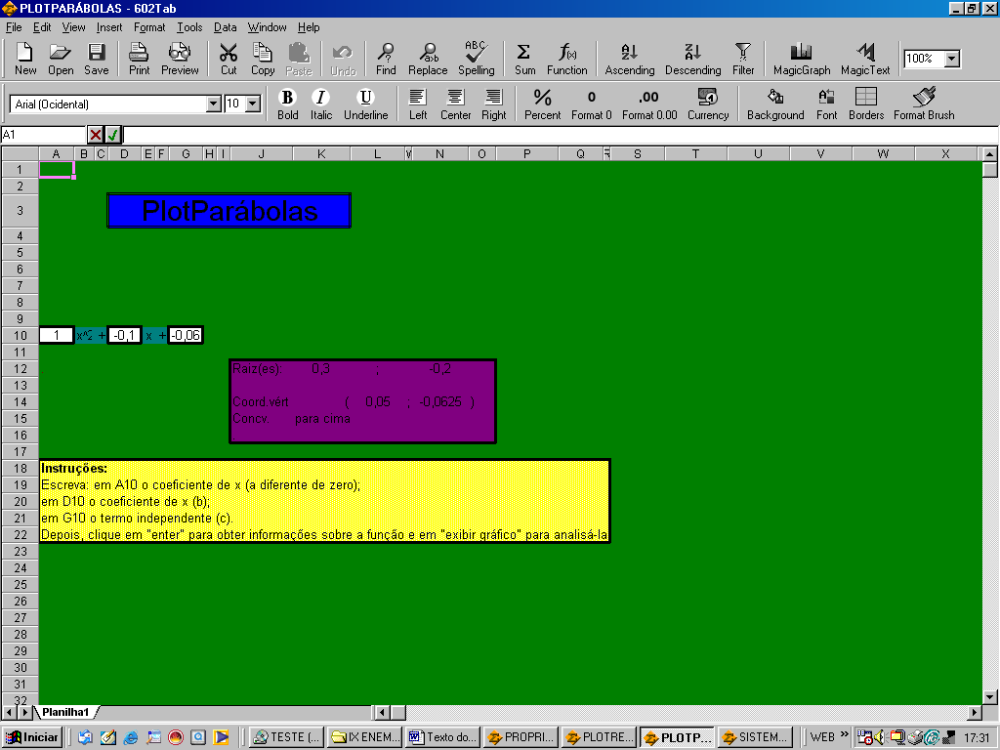 PLOTPARÁBOLAS - 602Tab
File Edit View Insert Format Tools Data Window Help
New Open Save Print Preview Cut Copy Paste Undo Find Replace Spelling Sum Function Ascending Descending Filter MagicGraph MagicText 100%
Arial (Ocidental) 10 Bold Italic Underline Left Center Right Percent Format 0 Format 0.00 Currency Background Font Borders Format Brush
A1
A B C D E F G H I J K L M N O P Q R S T U V W X
1
2
3 PlotParábolas
4
5
6
7
8
9
10 1 x^2 + -0,1 x + -0,06
11
12 Raiz(es): 0,3 ; -0,2
13
14 Coord vért ( 0,05 ; -0,0625 )
15 Concv. para cima
16
17
18 Instruções:
19 Escreva: em A10 o coeficiente de x (a diferente de zero);
20 em D10 o coeficiente de x (b);
21 em G10 o termo independente (c).
22 Depois, clique em "enter" para obter informações sobre a função e em "exibir gráfico" para analisá-la
23
24
25
26
27
28
29
30
31
32
Planilha1
Iniciar TESTE (... IX ENEM... Texto do... PROPRI... PLOTRE... PLOTP... SISTEM... WEB » 17:31